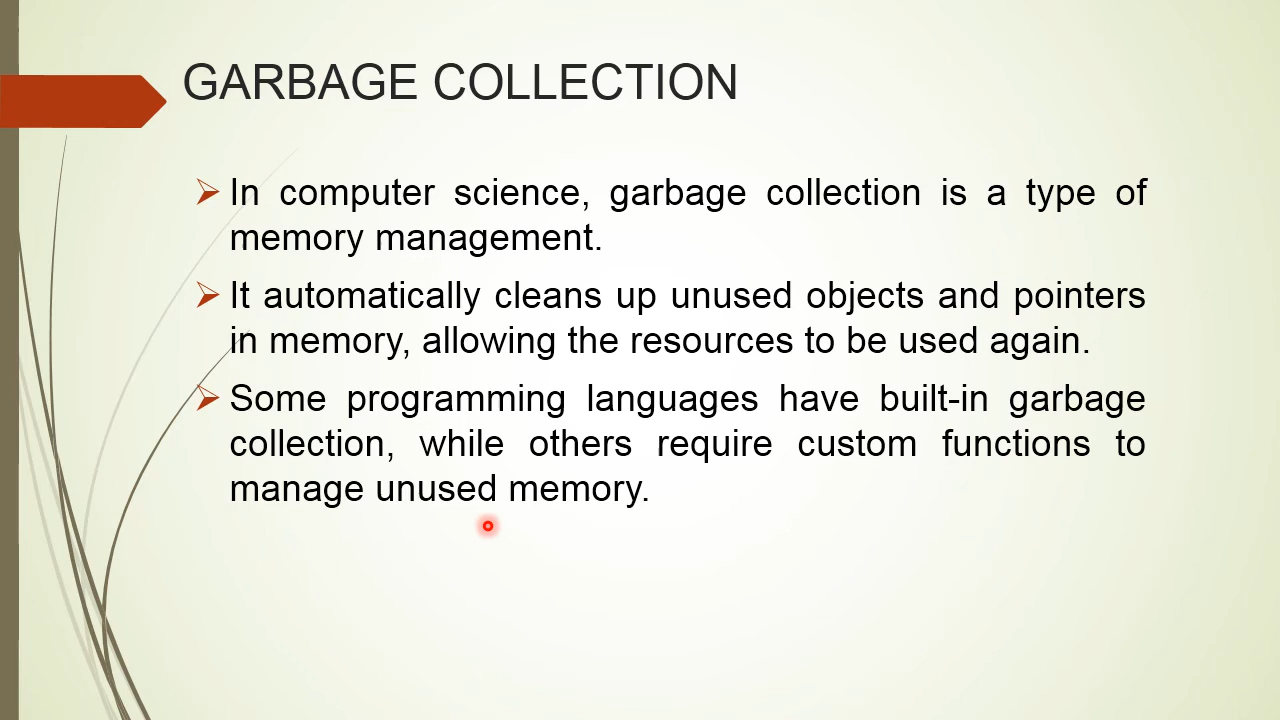 GARBAGE COLLECTION
In computer science, garbage collection is a type of
memory management.
It automatically cleans up unused objects and pointers
in memory, allowing the resources to be used again.
Some programming languages have built-in garbage
collection, while others require custom functions to
manage unused memory.